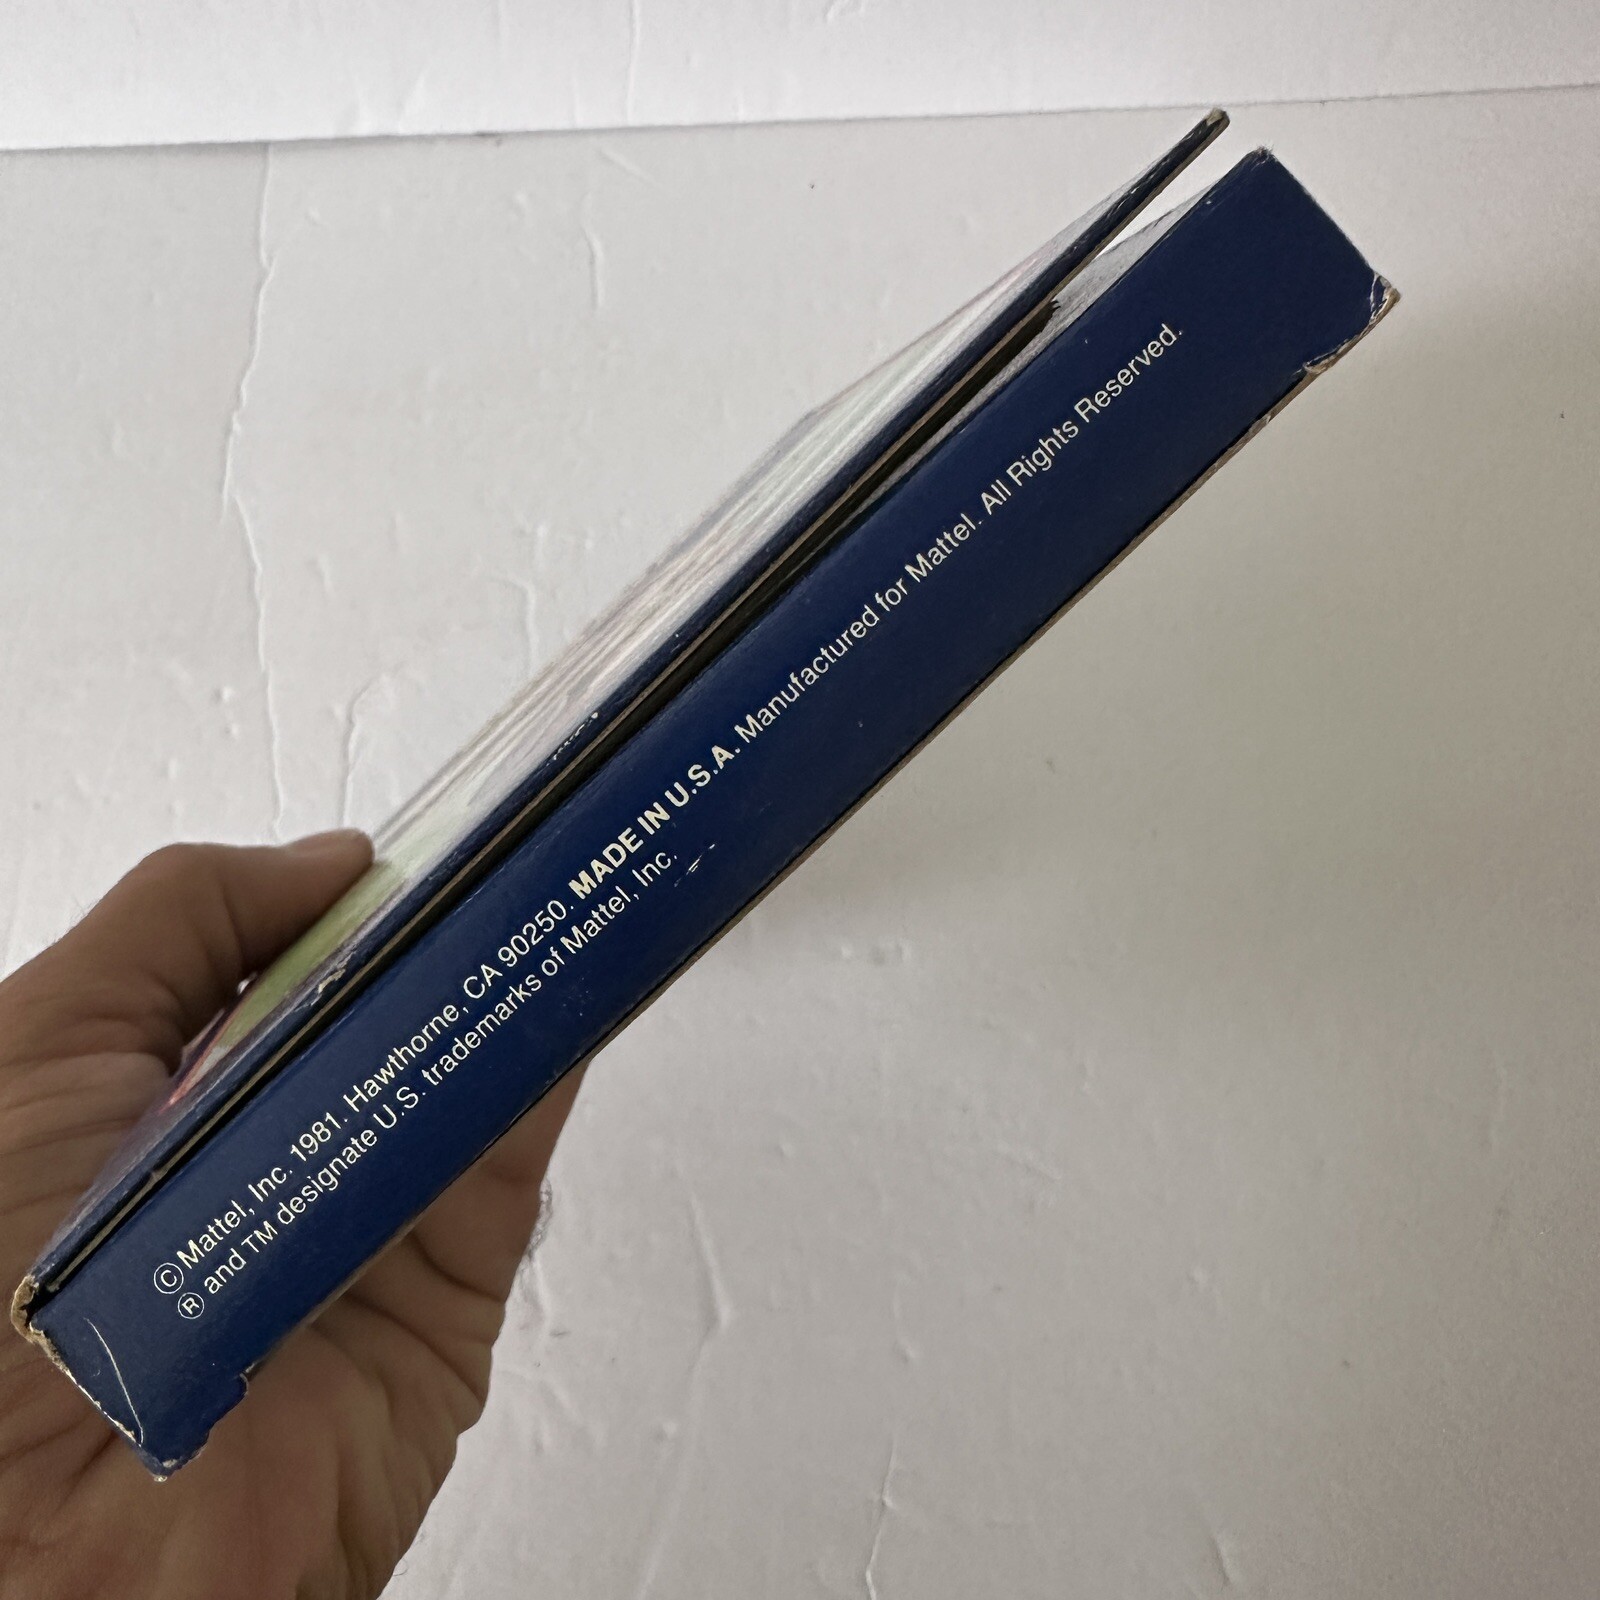 © Mattel, Inc. 1981. Hawthorne, CA 90250. MADE IN U.S.A. Manufactured for Mattel. All Rights Reserved.
® and TM designate U.S. trademarks of Mattel, Inc.